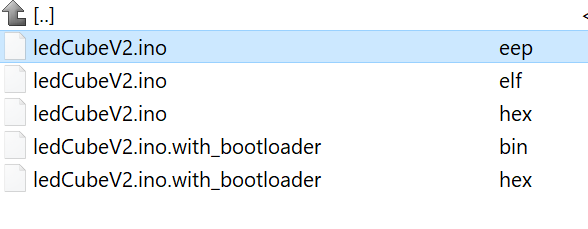 [..]
ledCubeV2.ino eep
ledCubeV2.ino elf
ledCubeV2.ino hex
ledCubeV2.ino.with_bootloader bin
ledCubeV2.ino.with_bootloader hex